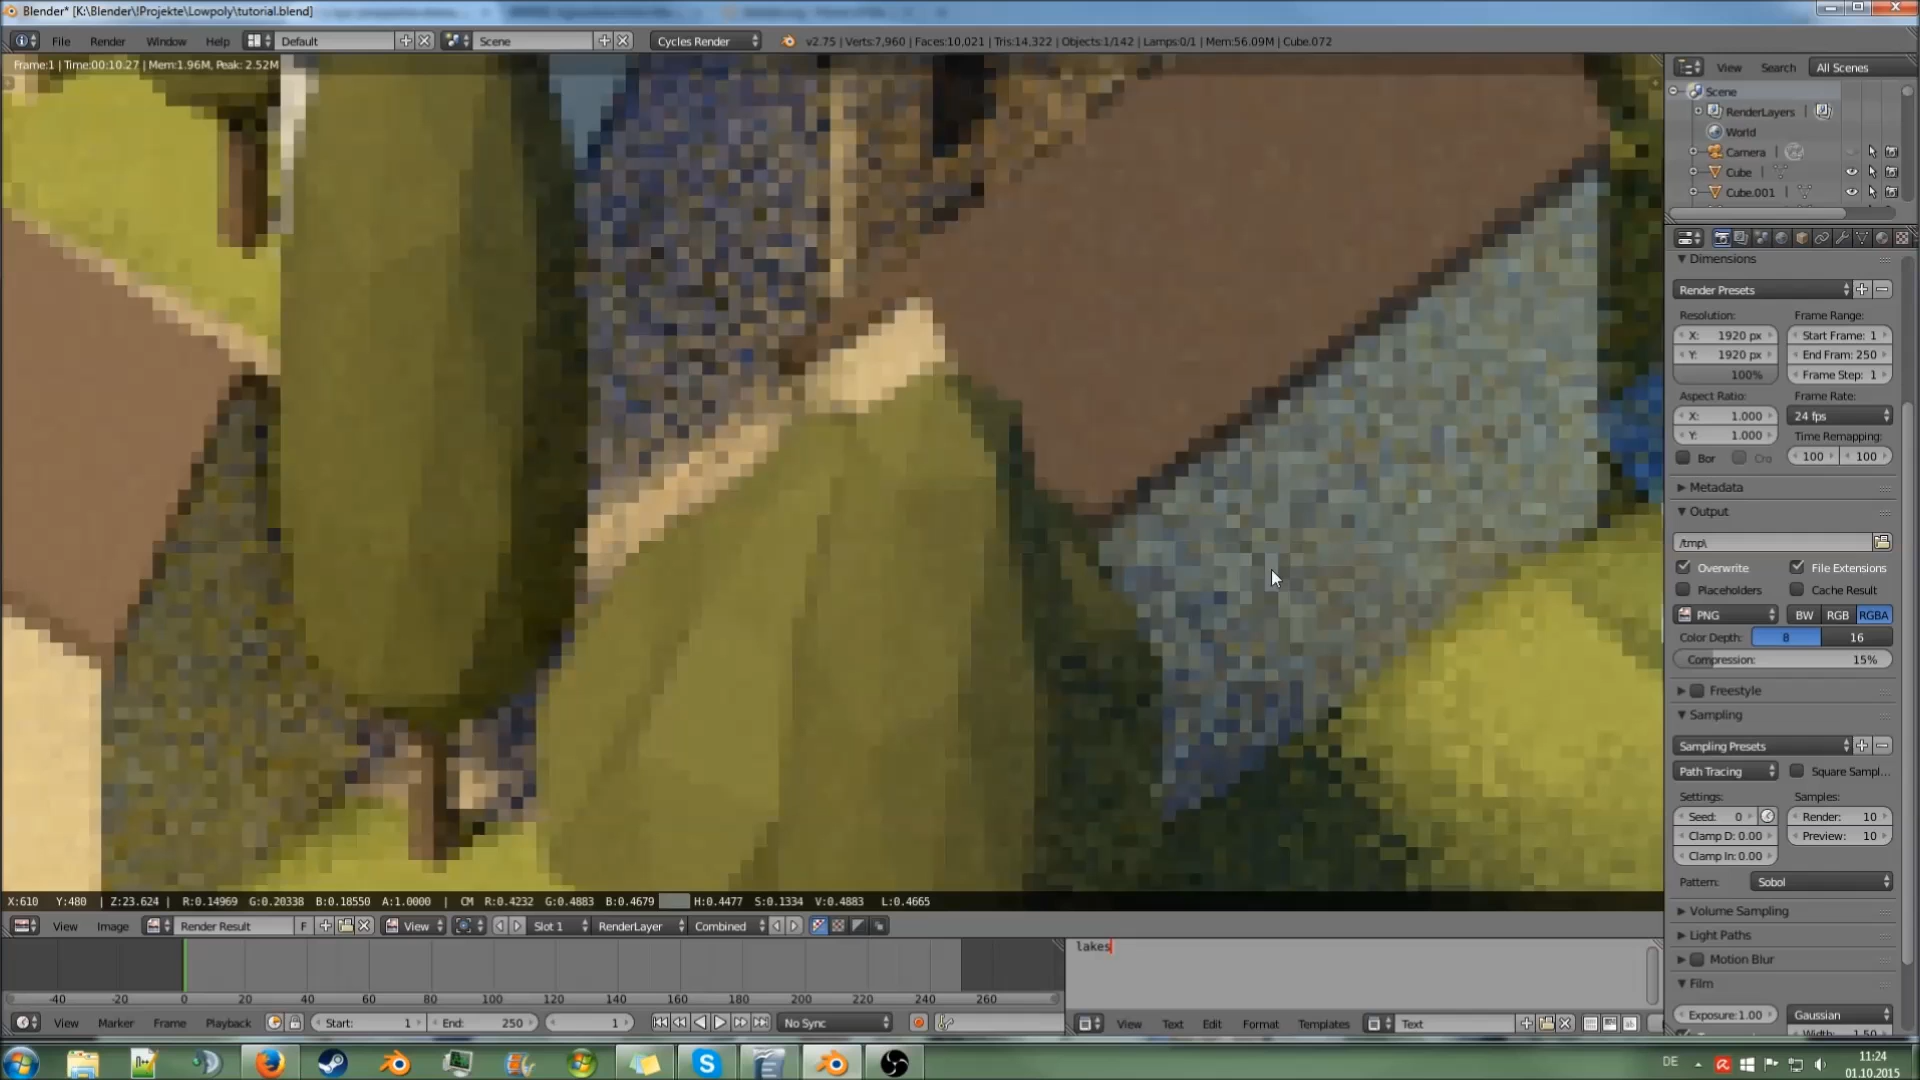 Blender* [K:\Blender\!Projekte\Lowpoly\tutorial.blend]
File Render Window Help Default Scene Cycles Render v2.75 | Verts:7,960 | Faces:10,021 | Tris:14,322 | Objects:1/142 | Lamps:0/1 | Mem:56.09M | Cube.072
Frame:1 | Time:00:10.27 | Mem:1.96M, Peak: 2.52M
View Search All Scenes
Scene
RenderLayers
World
Camera
Cube
Cube.001
Dimensions
Render Presets
Resolution: Frame Range:
X: 1920 px Start Frame: 1
Y: 1920 px End Fram: 250
100% Frame Step: 1
Aspect Ratio: Frame Rate:
X: 1.000 24 fps
Y: 1.000 Time Remapping:
Bor Cro 100 100
Metadata
Output
/tmp\
Overwrite File Extensions
Placeholders Cache Result
PNG BW RGB RGBA
Color Depth: 8 16
Compression: 15%
Freestyle
Sampling
Sampling Presets
Path Tracing Square Sampl...
Settings: Samples:
Seed: 0 Render: 10
Clamp D: 0.00 Preview: 10
Clamp In: 0.00
Pattern: Sobol
Volume Sampling
Light Paths
Motion Blur
Film
Exposure:1.00 Gaussian
X:610 Y:480 | Z:23.624 | R:0.14969 G:0.20338 B:0.18550 A:1.0000 | CM R:0.4232 G:0.4883 B:0.4679 H:0.4477 S:0.1334 V:0.4883 L:0.4665
View Image Render Result F View Slot 1 RenderLayer Combined
lakes
-40 -20 0 20 40 60 80 100 120 140 160 180 200 220 240 260
View Marker Frame Playback Start: 1 End: 250 1 No Sync
View Text Edit Format Templates Text
DE 11:24
01.10.2015